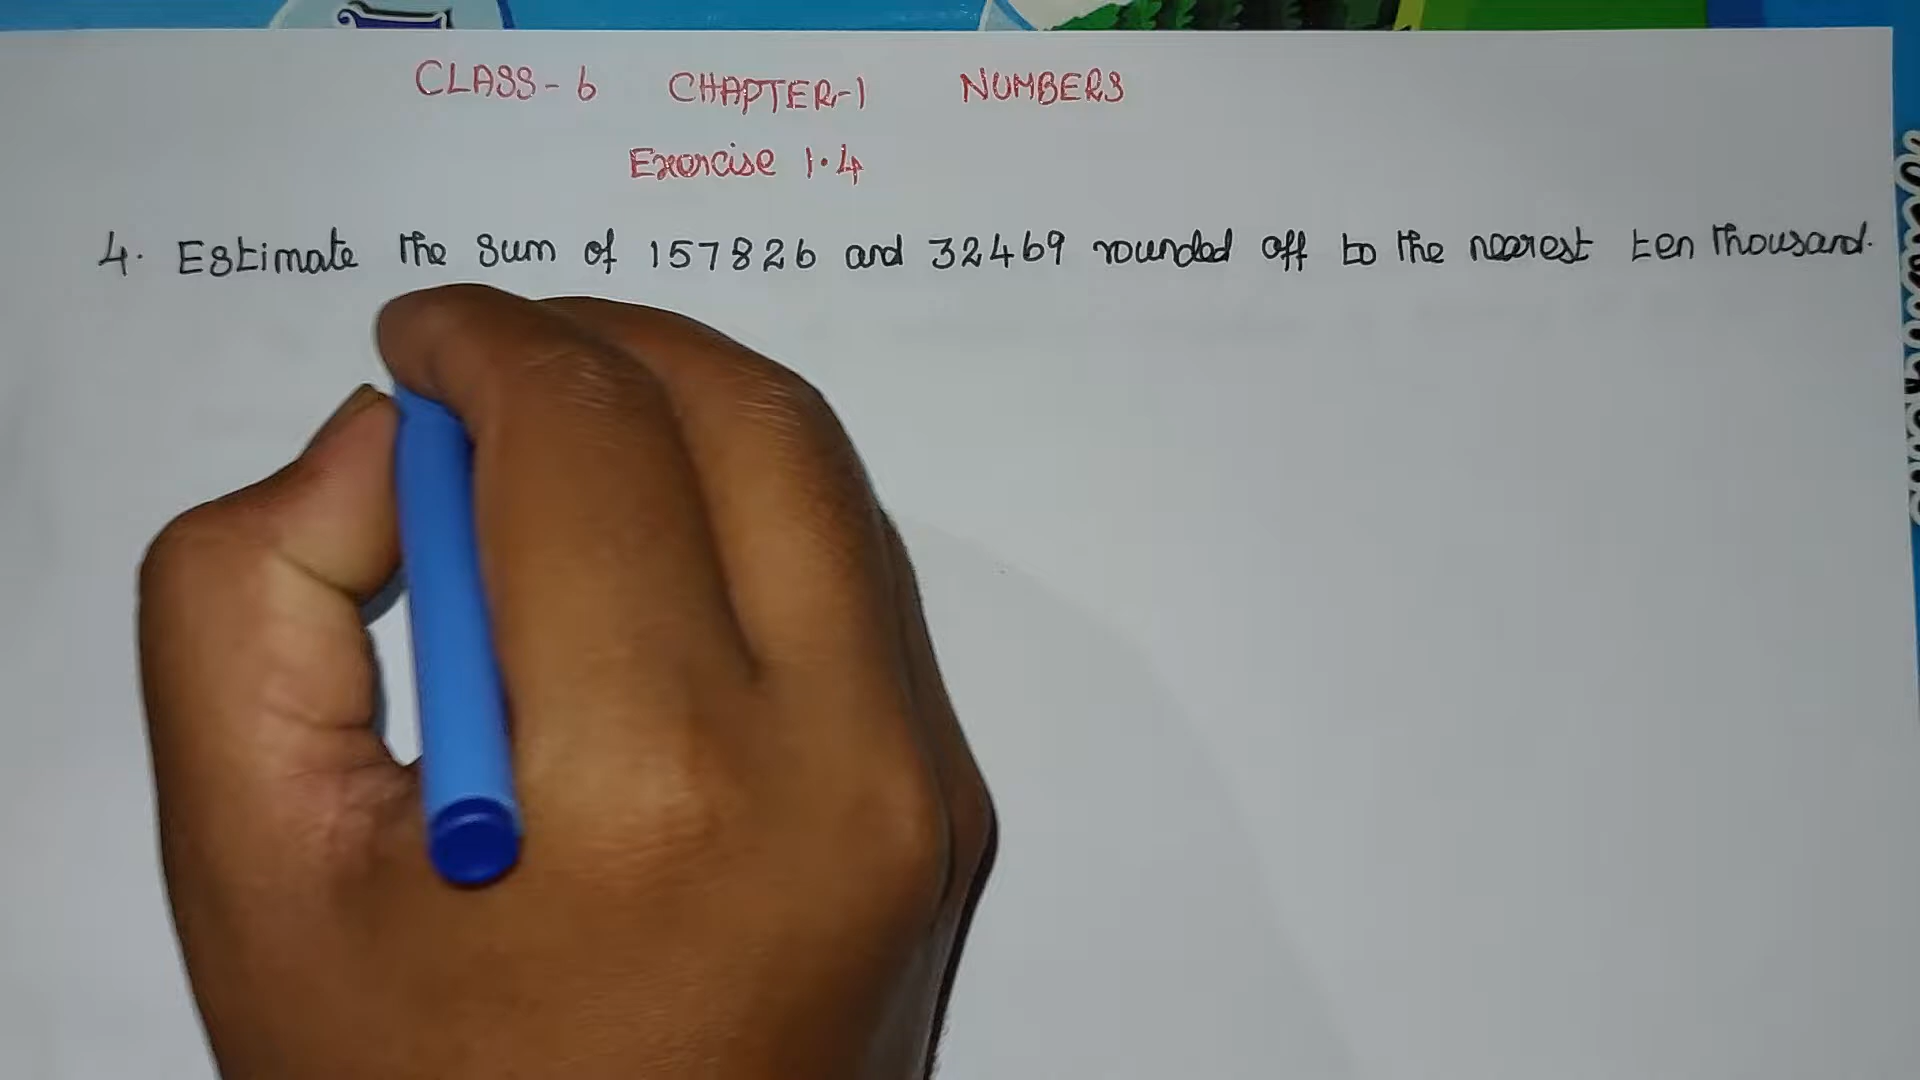 CLASS-6 CHAPTER-1 NUMBERS
Exercise 1.4
4. Estimate the sum of 157826 and 32469 rounded off to the nearest ten thousand.